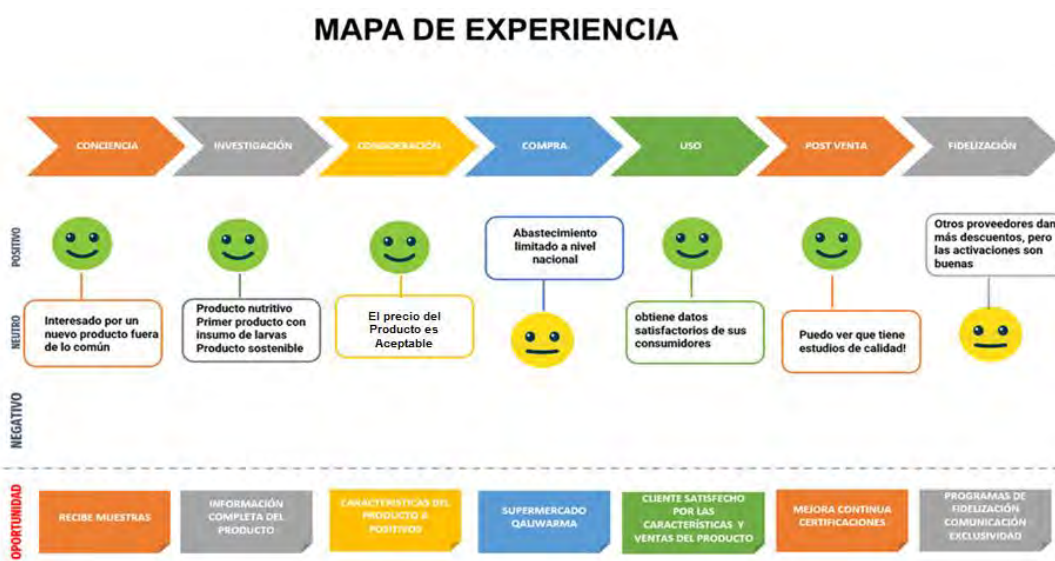 MAPA DE EXPERIENCIA
CONCIENCIA
INVESTIGACIÓN
CONSIDERACIÓN
COMPRA
USO
POST VENTA
FIDELIZACIÓN
POSITIVO
NEUTRO
NEGATIVO
Interesado por un
nuevo producto fuera
de lo común
Producto nutritivo
Primer producto con
insumo de larvas
Producto sostenible
El precio del
Producto es
Aceptable
Abastecimiento
limitado a nivel
nacional
obtiene datos
satisfactorios de sus
consumidores
Puedo ver que tiene
estudios de calidad!
Otros proveedores dan
más descuentos, pero
las activaciones son
buenas
OPORTUNIDAD
RECIBE MUESTRAS
INFORMACIÓN
COMPLETA DEL
PRODUCTO
CARACTERISTICAS DEL
PRODUCTO A
POSITIVOS
SUPERMERCADO
QALIWARMA
CLIENTE SATISFECHO
POR LAS
CARACTERÍSTICAS Y
VENTAS DEL PRODUCTO
MEJORA CONTINUA
CERTIFICACIONES
PROGRAMAS DE
FIDELIZACIÓN
COMUNICACIÓN
EXCLUSIVIDAD